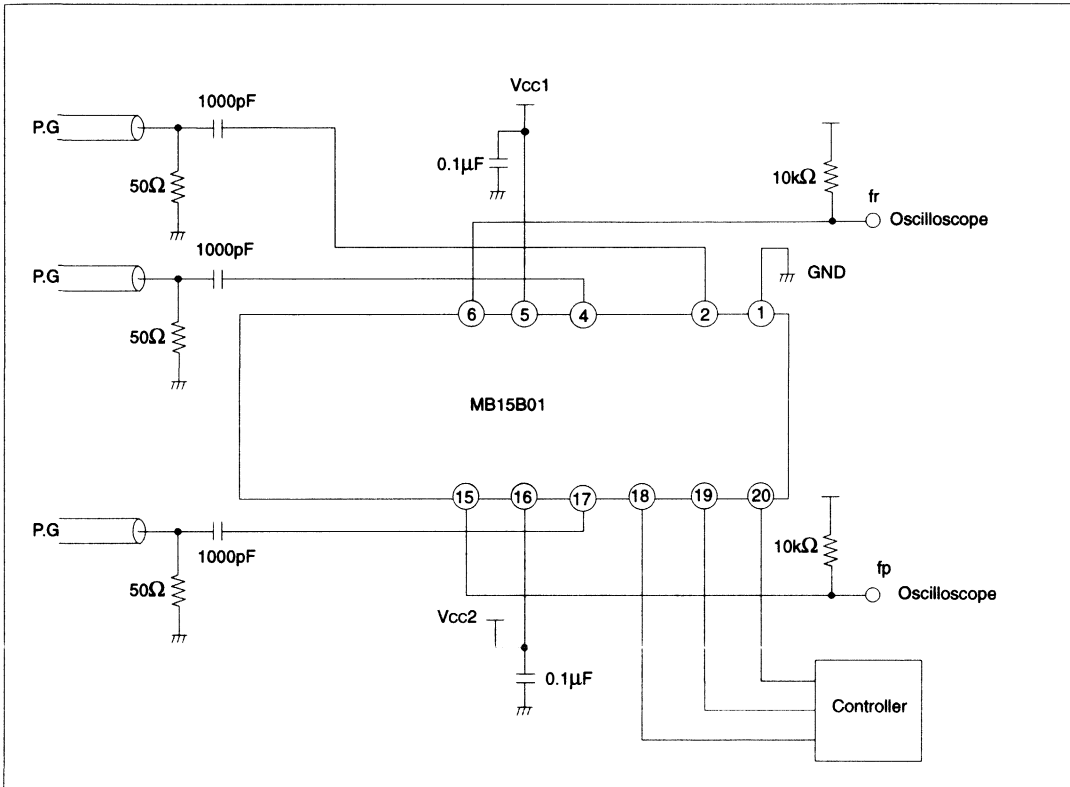 Vcc1
1000pF
P.G
0.1µF
10kΩ
50Ω
fr
Oscilloscope
1000pF
P.G
GND
6
5
4
2
1
50Ω
MB15B01
15
16
17
18
19
20
P.G
1000pF
10kΩ
50Ω
fp
Oscilloscope
Vcc2
0.1µF
Controller